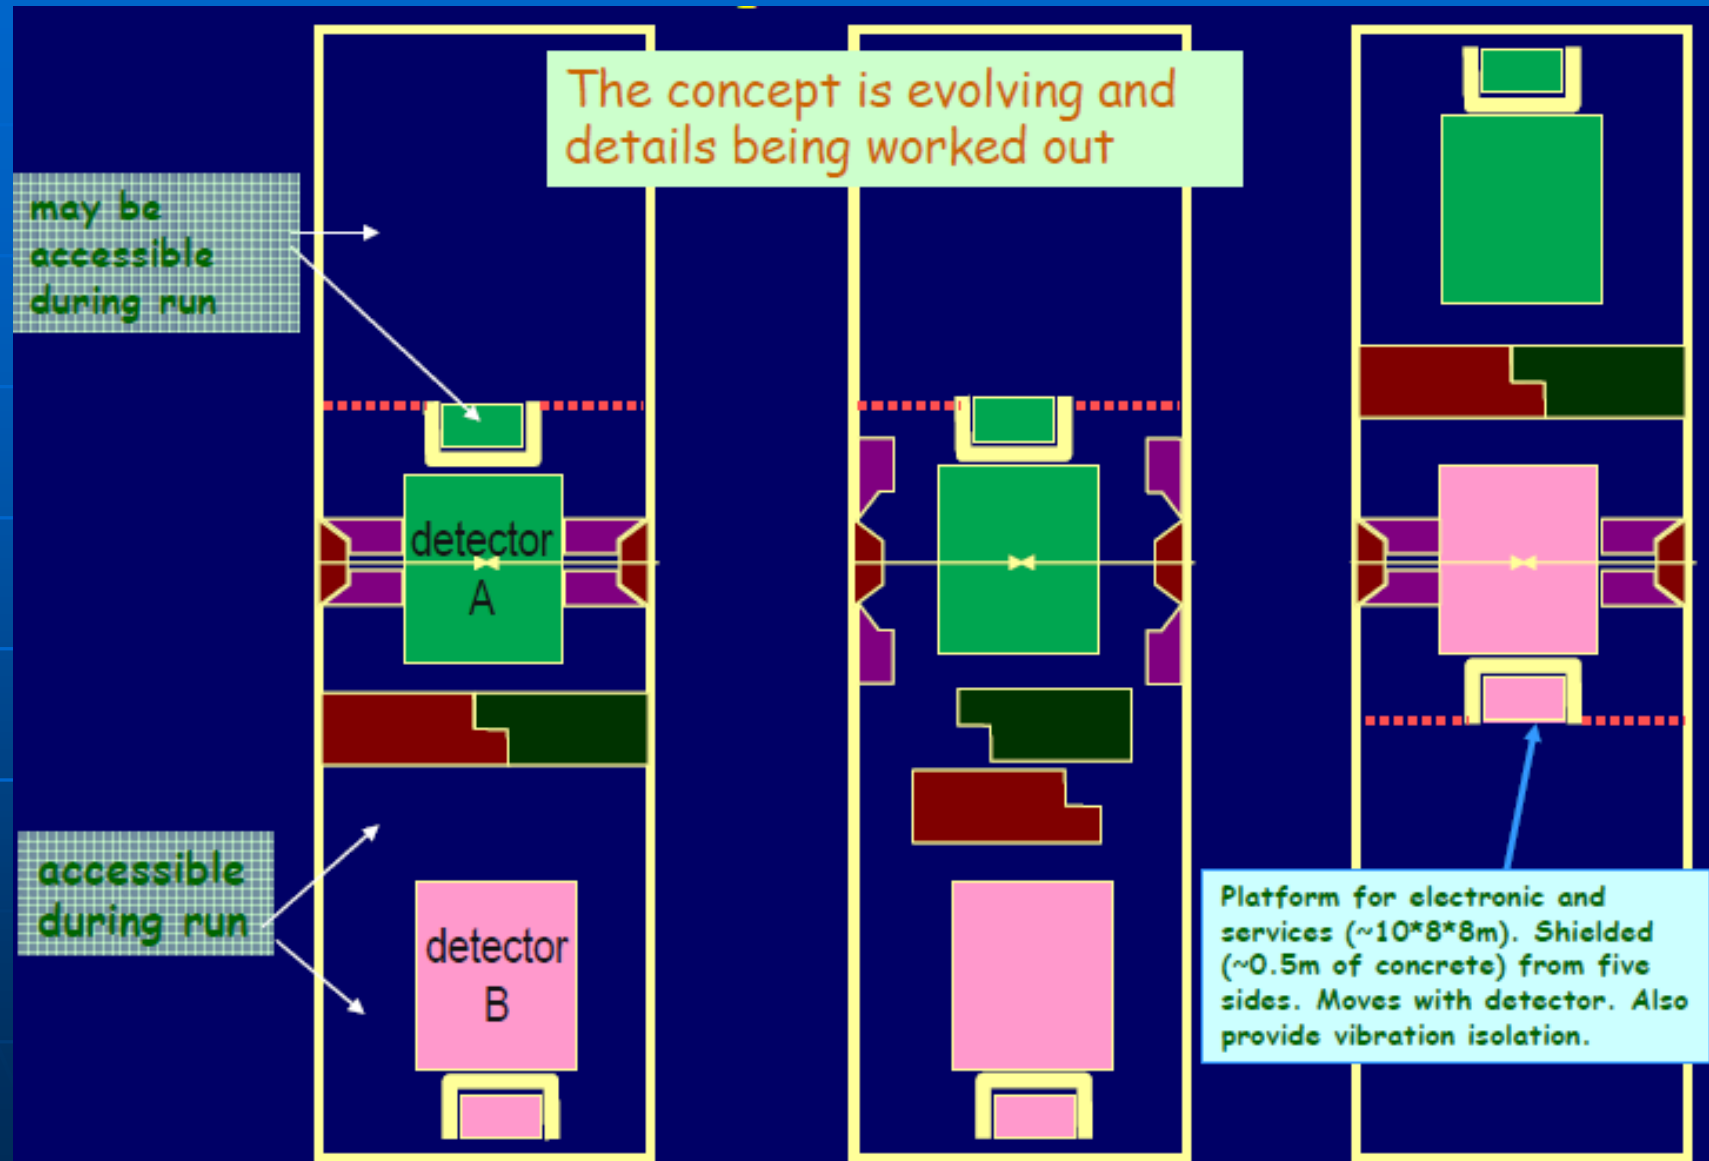 The concept is evolving and
details being worked out
may be
accessible
during run
detector
A
accessible
during run
detector
B
Platform for electronic and
services (~10*8*8m). Shielded
(~0.5m of concrete) from five
sides. Moves with detector. Also
provide vibration isolation.